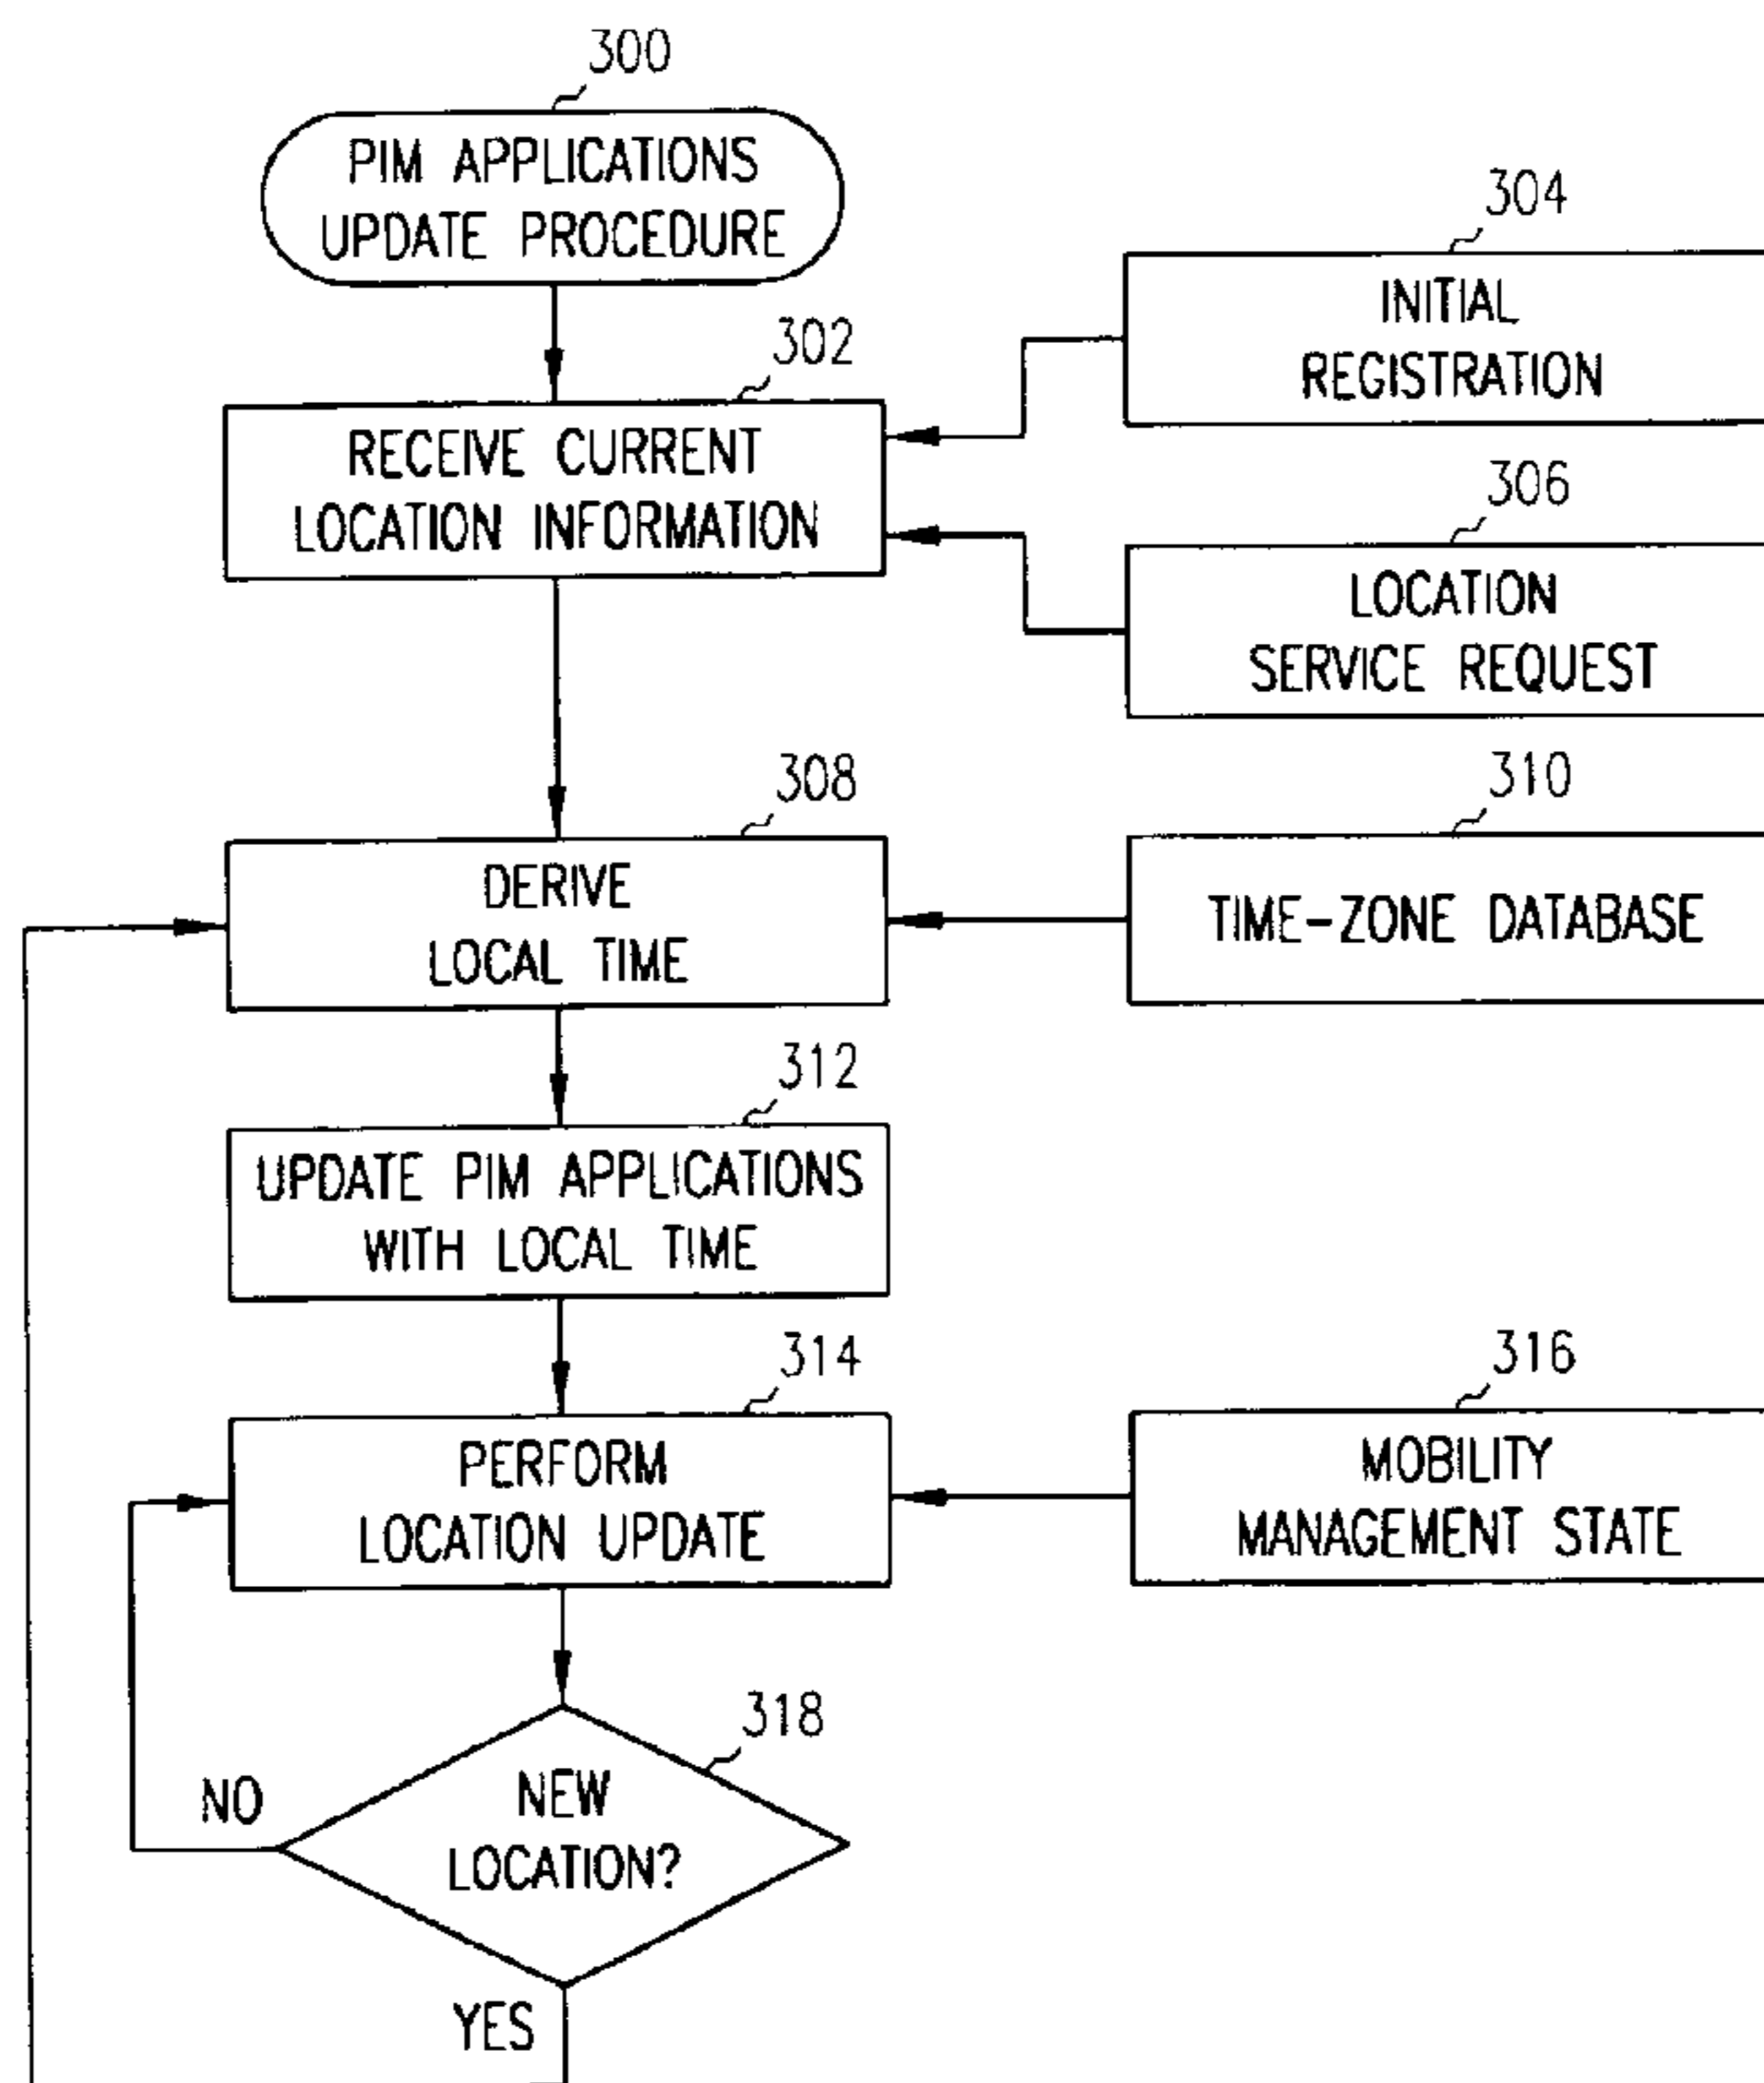 300
PIM APPLICATIONS
UPDATE PROCEDURE
304
INITIAL
REGISTRATION
302
RECEIVE CURRENT
LOCATION INFORMATION
306
LOCATION
SERVICE REQUEST
308
DERIVE
LOCAL TIME
310
TIME-ZONE DATABASE
312
UPDATE PIM APPLICATIONS
WITH LOCAL TIME
314
PERFORM
LOCATION UPDATE
316
MOBILITY
MANAGEMENT STATE
318
NEW
LOCATION?
NO
YES